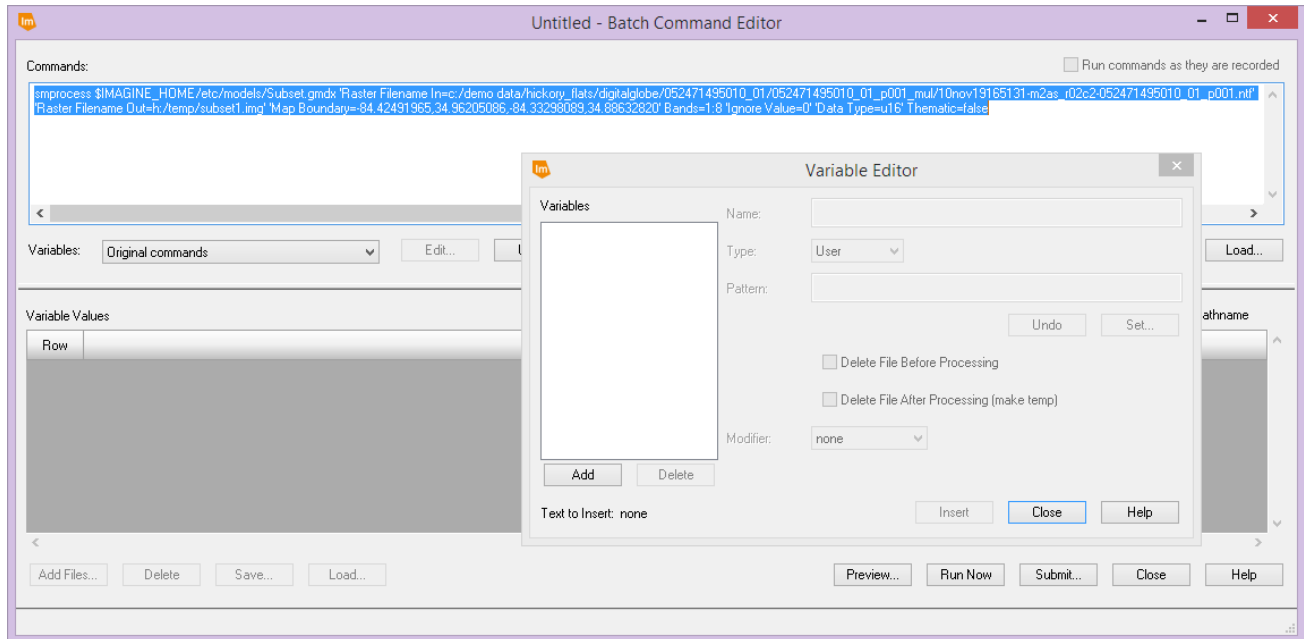 Im
Untitled - Batch Command Editor
Commands:
Run commands as they are recorded
smprocess $IMAGINE_HOME/etc/models/Subset.gmdx 'Raster Filename In=c:/demo data/hickory_flats/digitalglobe/052471495010_01/052471495010_01_p001_mul/10nov19165131-m2as_r02c2-052471495010_01_p001.ntf'
'Raster Filename Out=h:/temp/subset1.img' 'Map Boundary=-84.42491965,34.96205086,-84.33298089,34.88632820' Bands=1:8 'Ignore Value=0' 'Data Type=u16' Thematic=false
Variables:
Original commands
Edit...
Load...
Variable Values
athname
Row
Im
Variable Editor
Variables
Name:
Type:
User
Pattern:
Undo
Set...
Delete File Before Processing
Delete File After Processing (make temp)
Modifier:
none
Add
Delete
Text to Insert: none
Insert
Close
Help
Add Files...
Delete
Save...
Load...
Preview...
Run Now
Submit...
Close
Help